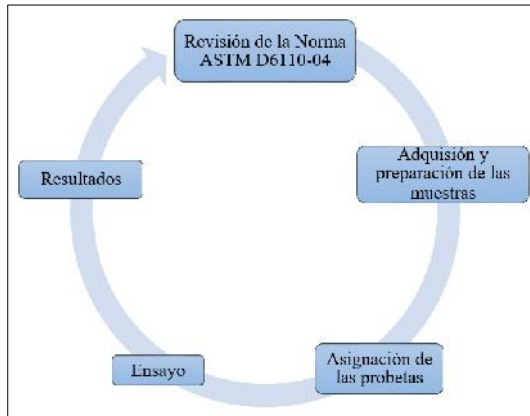 Revisión de la Norma
ASTM D6110-04
Adquisión y
preparación de las
muestras
Asignación de
las probetas
Ensayo
Resultados